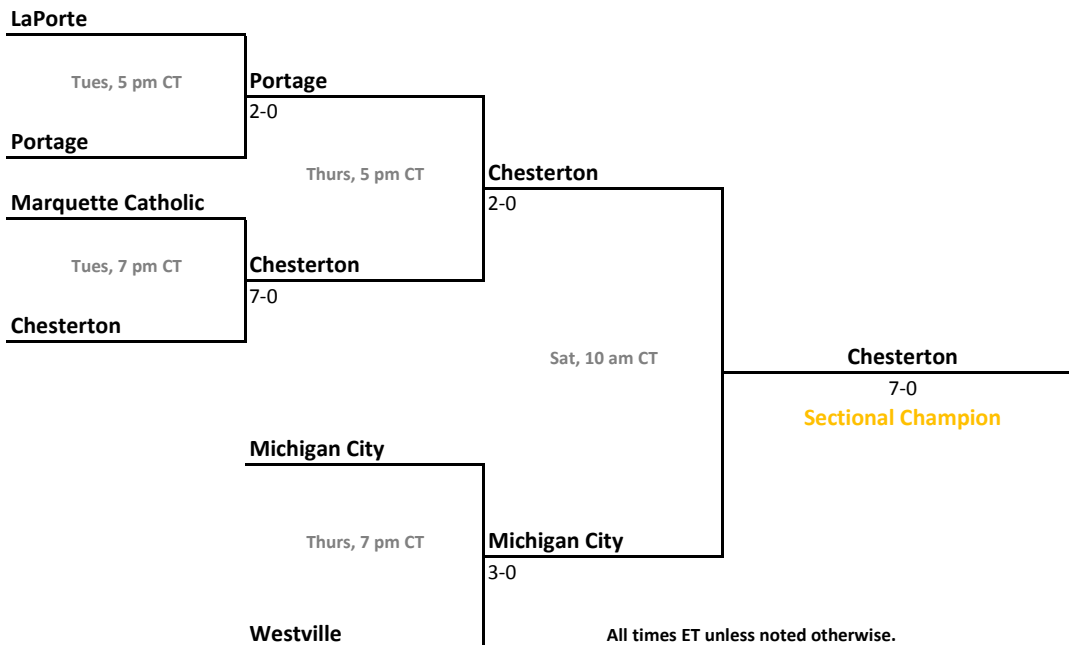 LaPorte
Tues, 5 pm CT
Portage
2-0
Portage
Thurs, 5 pm CT
Chesterton
2-0
Marquette Catholic
Tues, 7 pm CT
Chesterton
7-0
Chesterton
Sat, 10 am CT
Chesterton
7-0
Sectional Champion
Michigan City
Thurs, 7 pm CT
Michigan City
3-0
Westville
All times ET unless noted otherwise.